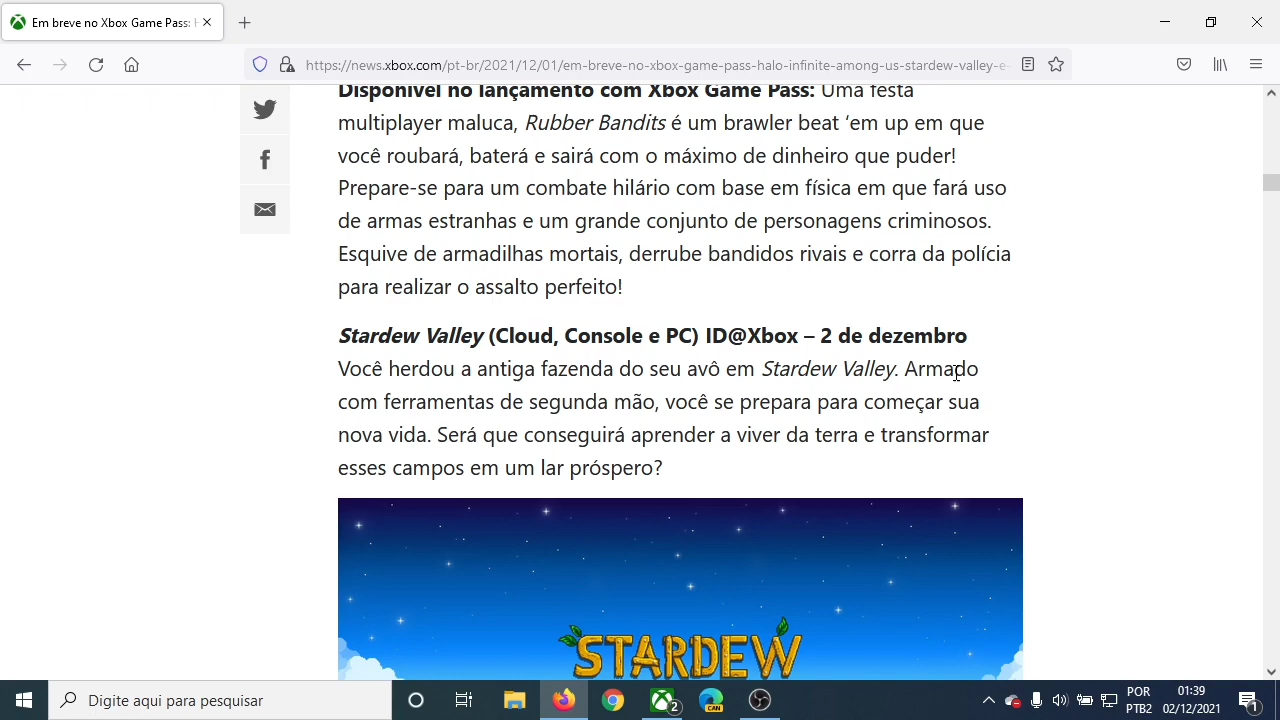 Em breve no Xbox Game Pass: H
https://news.xbox.com/pt-br/2021/12/01/em-breve-no-xbox-game-pass-halo-infinite-among-us-stardew-valley-e-
Disponível no lançamento com Xbox Game Pass: Uma festa
multiplayer maluca, Rubber Bandits é um brawler beat ‘em up em que
você roubará, baterá e sairá com o máximo de dinheiro que puder!
Prepare-se para um combate hilário com base em física em que fará uso
de armas estranhas e um grande conjunto de personagens criminosos.
Esquive de armadilhas mortais, derrube bandidos rivais e corra da polícia
para realizar o assalto perfeito!
Stardew Valley (Cloud, Console e PC) ID@Xbox – 2 de dezembro
Você herdou a antiga fazenda do seu avô em Stardew Valley. Armado
com ferramentas de segunda mão, você se prepara para começar sua
nova vida. Será que conseguirá aprender a viver da terra e transformar
esses campos em um lar próspero?
STARDEW
Digite aqui para pesquisar
2
CAN
POR
PTB2
01:39
02/12/2021
1